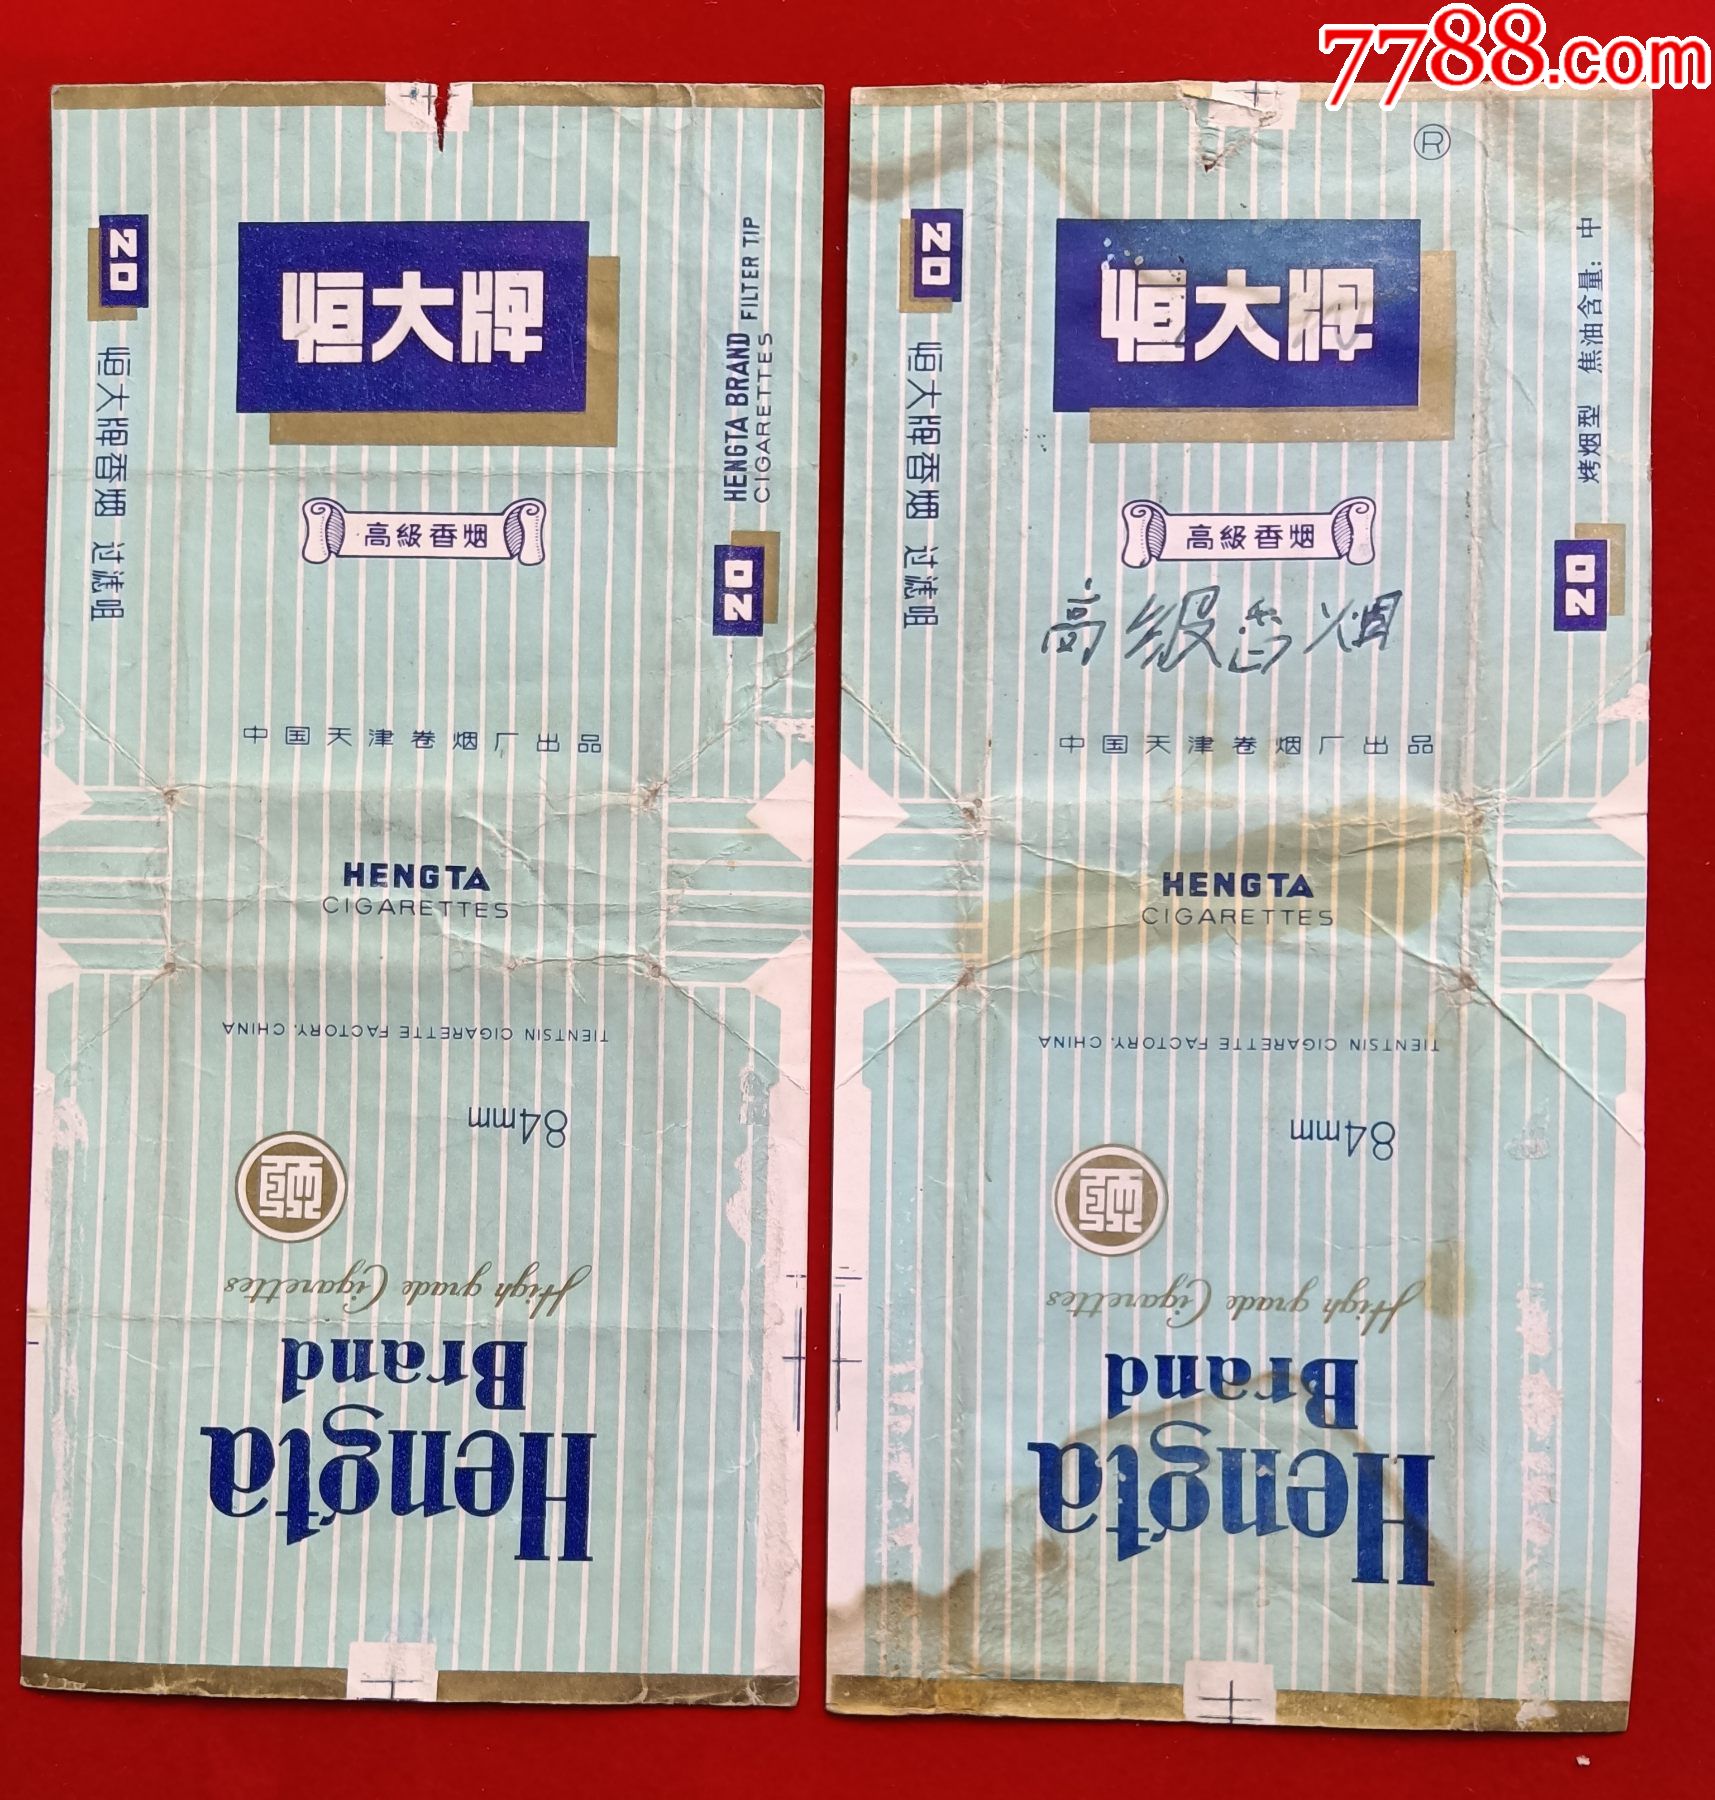 7788.com
20
恒大牌香烟 过滤咀
恒大牌
高級香烟
中国天津卷烟厂出品
HENGTA BRAND FILTER TIP
CIGARETTES
20
HENGTA
CIGARETTES
TIENTSIN CIGARETTE FACTORY, CHINA
84mm
High grade Cigarettes
Brand
Hengta
®
20
恒大牌香烟 过滤咀
恒大牌
高級香烟
高级香烟
中国天津卷烟厂出品
烤烟型 焦油含量：中
20
HENGTA
CIGARETTES
TIENTSIN CIGARETTE FACTORY, CHINA
84mm
High grade Cigarettes
Brand
Hengta